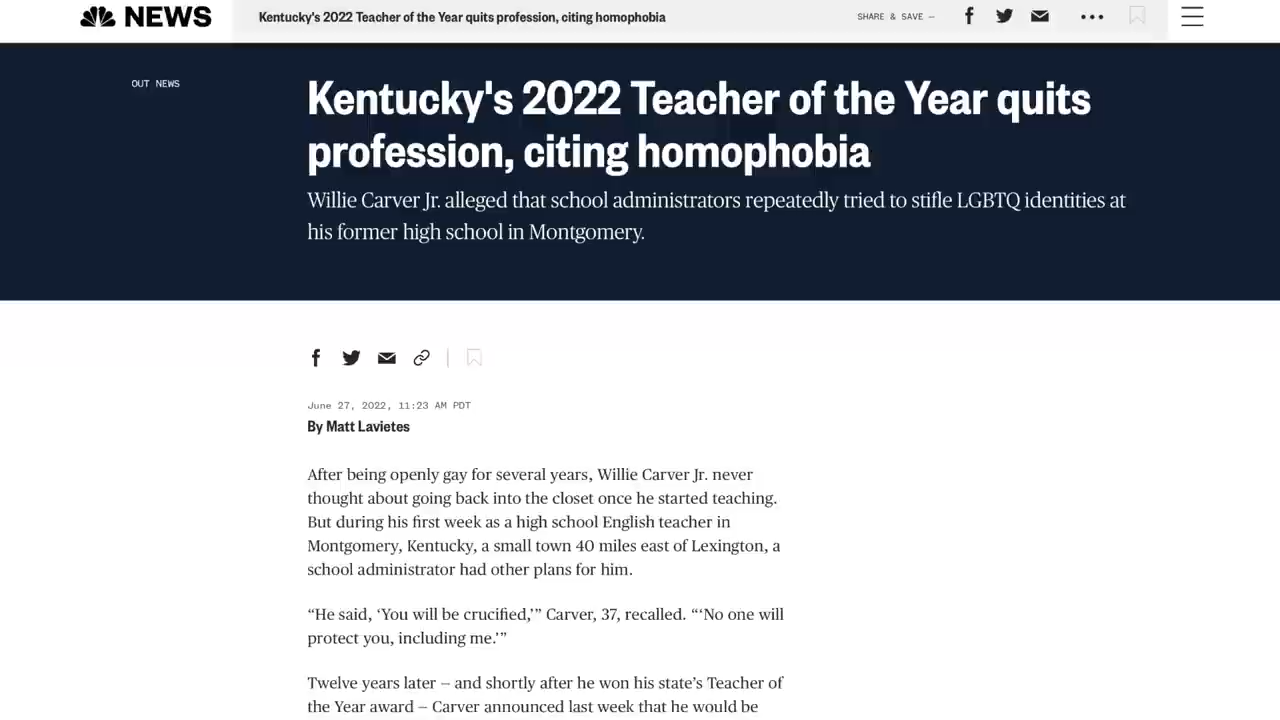 NEWS
Kentucky's 2022 Teacher of the Year quits profession, citing homophobia
SHARE & SAVE —
OUT NEWS
Kentucky's 2022 Teacher of the Year quits
profession, citing homophobia
Willie Carver Jr. alleged that school administrators repeatedly tried to stifle LGBTQ identities at
his former high school in Montgomery.
June 27, 2022, 11:23 AM PDT
By Matt Lavietes
After being openly gay for several years, Willie Carver Jr. never
thought about going back into the closet once he started teaching.
But during his first week as a high school English teacher in
Montgomery, Kentucky, a small town 40 miles east of Lexington, a
school administrator had other plans for him.
“He said, ‘You will be crucified,’” Carver, 37, recalled. “‘No one will
protect you, including me.’”
Twelve years later — and shortly after he won his state’s Teacher of
the Year award — Carver announced last week that he would be